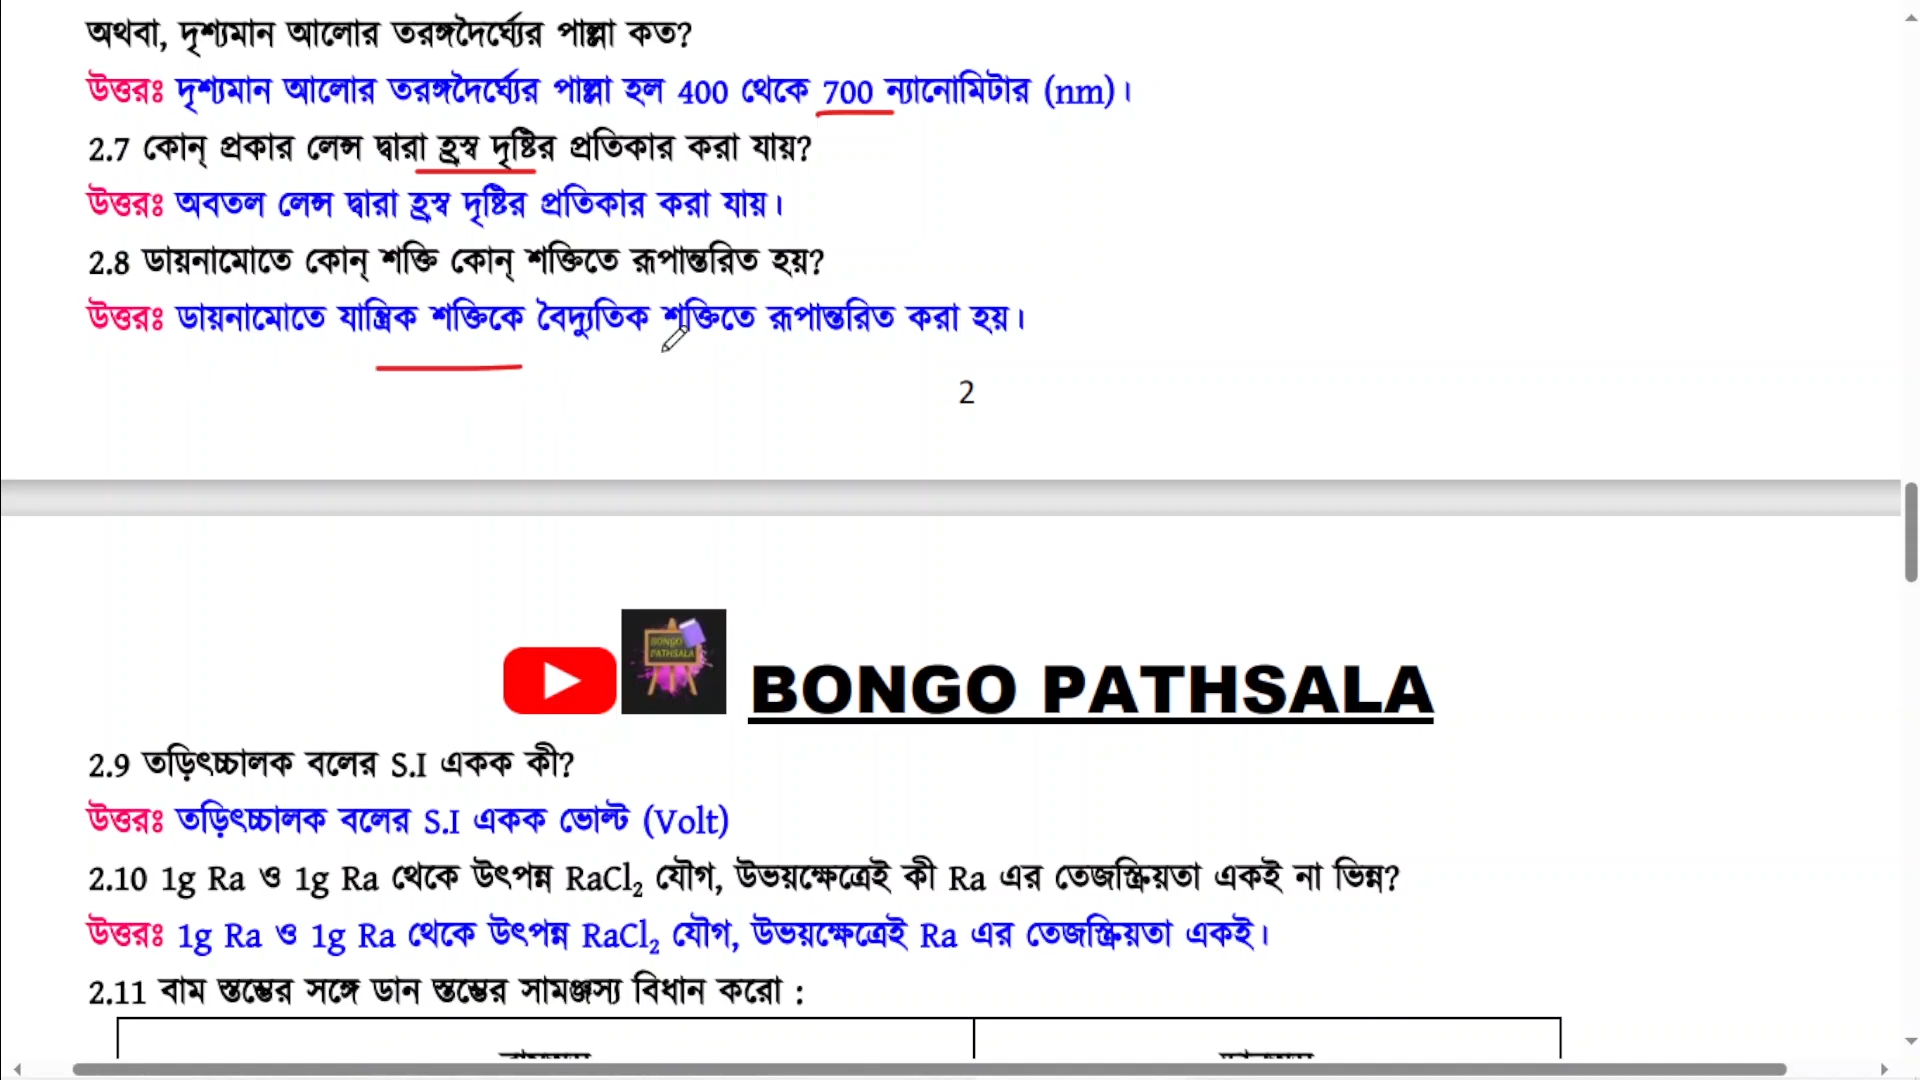 অথবা, দৃশ্যমান আলোর তরঙ্গদৈর্ঘ্যের পাল্লা কত?
উত্তরঃ দৃশ্যমান আলোর তরঙ্গদৈর্ঘ্যের পাল্লা হল 400 থেকে 700 ন্যানোমিটার (nm)।
2.7 কোন্ প্রকার লেন্স দ্বারা হ্রস্ব দৃষ্টির প্রতিকার করা যায়?
উত্তরঃ অবতল লেন্স দ্বারা হ্রস্ব দৃষ্টির প্রতিকার করা যায়।
2.8 ডায়নামোতে কোন্ শক্তি কোন্ শক্তিতে রূপান্তরিত হয়?
উত্তরঃ ডায়নামোতে যান্ত্রিক শক্তিকে বৈদ্যুতিক শক্তিতে রূপান্তরিত করা হয়।
2
BONGO PATHSALA
BONGO PATHSALA
2.9 তড়িৎচ্চালক বলের S.I একক কী?
উত্তরঃ তড়িৎচ্চালক বলের S.I একক ভোল্ট (Volt)
2.10 1g Ra ও 1g Ra থেকে উৎপন্ন RaCl₂ যৌগ, উভয়ক্ষেত্রেই কী Ra এর তেজস্ক্রিয়তা একই না ভিন্ন?
উত্তরঃ 1g Ra ও 1g Ra থেকে উৎপন্ন RaCl₂ যৌগ, উভয়ক্ষেত্রেই Ra এর তেজস্ক্রিয়তা একই।
2.11 বাম স্তম্ভের সঙ্গে ডান স্তম্ভের সামঞ্জস্য বিধান করো :